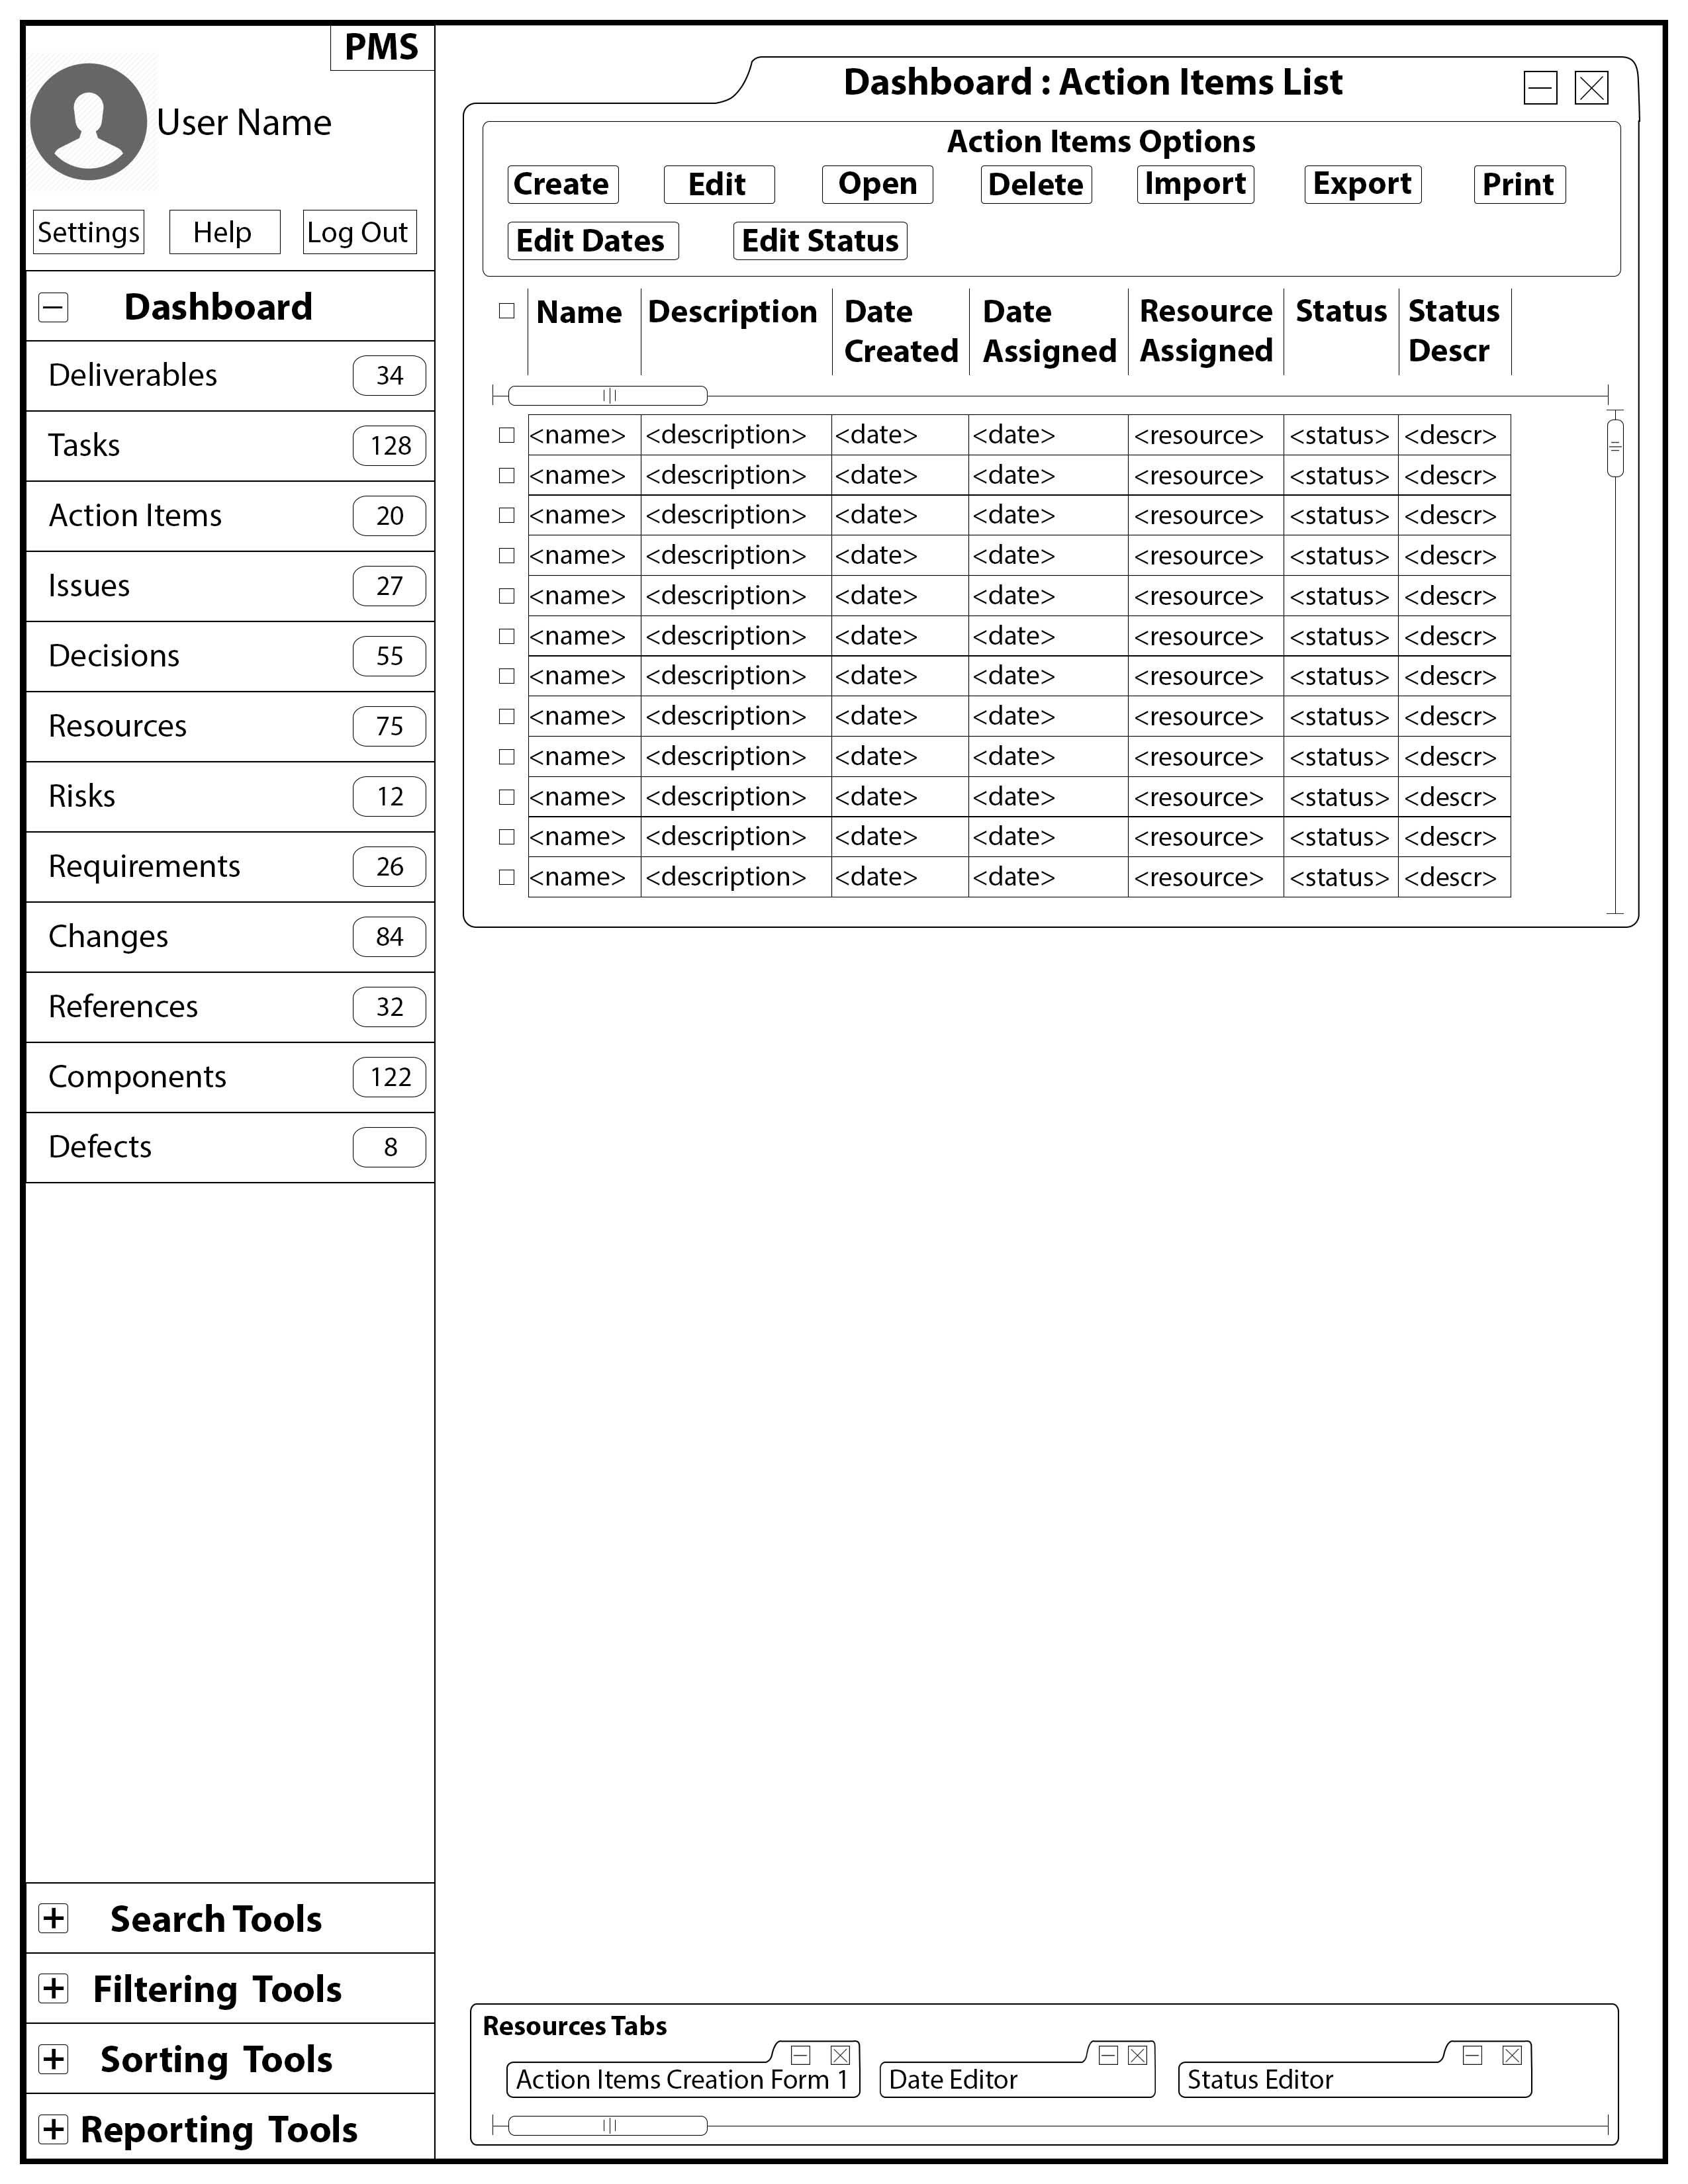 PMS
User Name
Settings Help Log Out
Dashboard
Deliverables 34
Tasks 128
Action Items 20
Issues 27
Decisions 55
Resources 75
Risks 12
Requirements 26
Changes 84
References 32
Components 122
Defects 8
Search Tools
Filtering Tools
Sorting Tools
Reporting Tools
Dashboard : Action Items List
Action Items Options
Create Edit Open Delete Import Export Print
Edit Dates Edit Status
Name Description Date Date Resource Status Status
Created Assigned Assigned Descr
<name> <description> <date> <date> <resource> <status> <descr>
<name> <description> <date> <date> <resource> <status> <descr>
<name> <description> <date> <date> <resource> <status> <descr>
<name> <description> <date> <date> <resource> <status> <descr>
<name> <description> <date> <date> <resource> <status> <descr>
<name> <description> <date> <date> <resource> <status> <descr>
<name> <description> <date> <date> <resource> <status> <descr>
<name> <description> <date> <date> <resource> <status> <descr>
<name> <description> <date> <date> <resource> <status> <descr>
<name> <description> <date> <date> <resource> <status> <descr>
<name> <description> <date> <date> <resource> <status> <descr>
<name> <description> <date> <date> <resource> <status> <descr>
Resources Tabs
Action Items Creation Form 1 Date Editor Status Editor